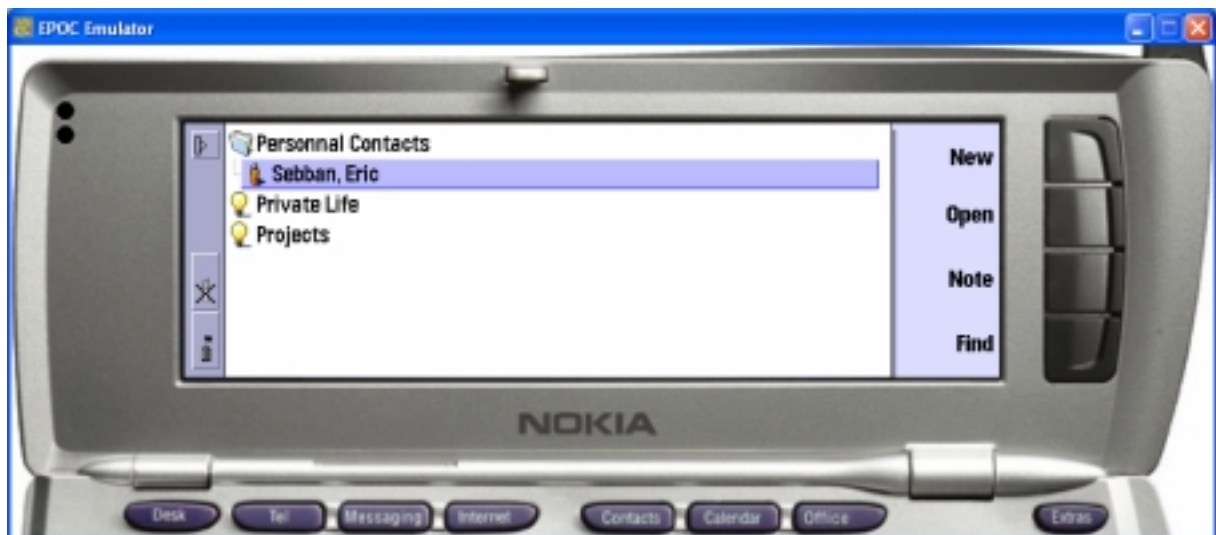 EPOC Emulator
Personnal Contacts
Sebban, Eric
Private Life
Projects
New
Open
Note
Find
NOKIA
Desk
Tel
Messaging
Internet
Contacts
Calendar
Office
Extras